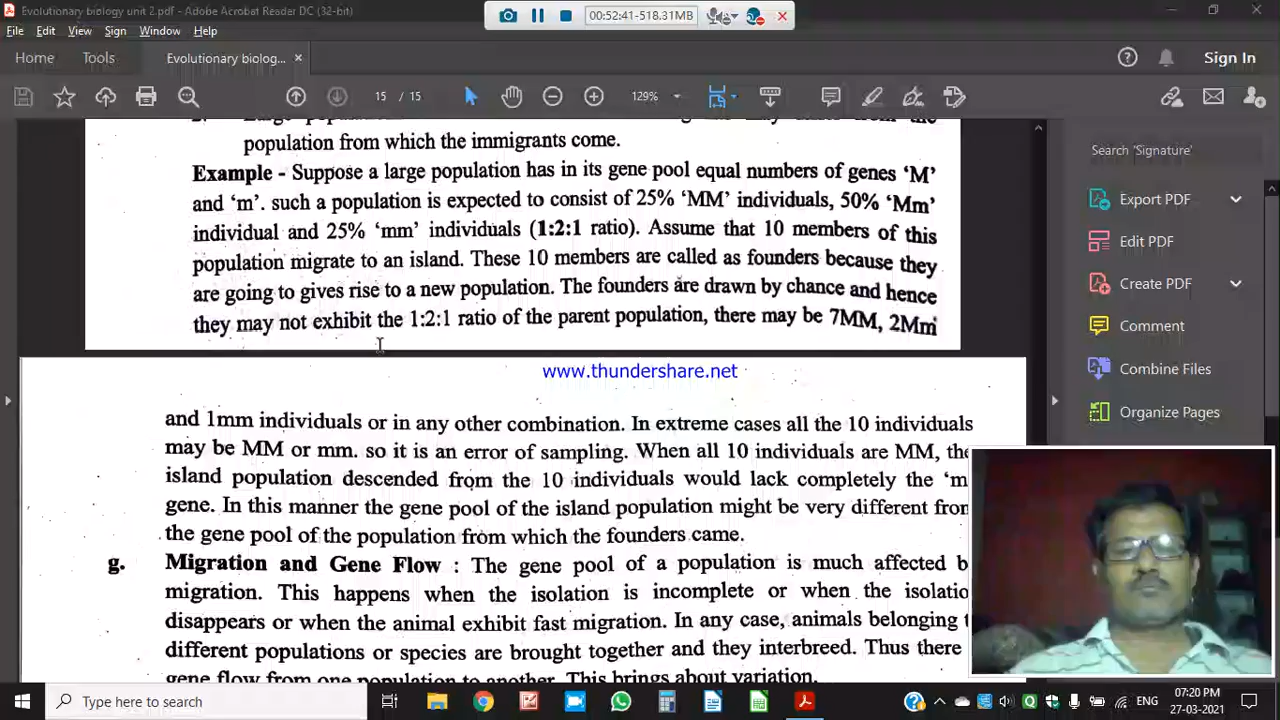 Evolutionary biology unit 2.pdf - Adobe Acrobat Reader DC (32-bit)
00:52:41-518.31MB
File Edit View Sign Window Help
Home Tools Evolutionary biolog... × Sign In
15 / 15 129%
population from which the immigrants come.
Example - Suppose a large population has in its gene pool equal numbers of genes ‘M’
and ‘m’. such a population is expected to consist of 25% ‘MM’ individuals, 50% ‘Mm’
individual and 25% ‘mm’ individuals (1:2:1 ratio). Assume that 10 members of this
population migrate to an island. These 10 members are called as founders because they
are going to gives rise to a new population. The founders are drawn by chance and hence
they may not exhibit the 1:2:1 ratio of the parent population, there may be 7MM, 2Mm
www.thundershare.net
and 1mm individuals or in any other combination. In extreme cases all the 10 individuals
may be MM or mm. so it is an error of sampling. When all 10 individuals are MM, the
island population descended from the 10 individuals would lack completely the ‘m
gene. In this manner the gene pool of the island population might be very different from
the gene pool of the population from which the founders came.
g. Migration and Gene Flow : The gene pool of a population is much affected b
migration. This happens when the isolation is incomplete or when the isolatio
disappears or when the animal exhibit fast migration. In any case, animals belonging t
different populations or species are brought together and they interbreed. Thus there
gene flow from one population to another. This brings about variation.
Search 'Signature'
Export PDF
Edit PDF
Create PDF
Comment
Combine Files
Organize Pages
Type here to search
ENG
07:20 PM
27-03-2021